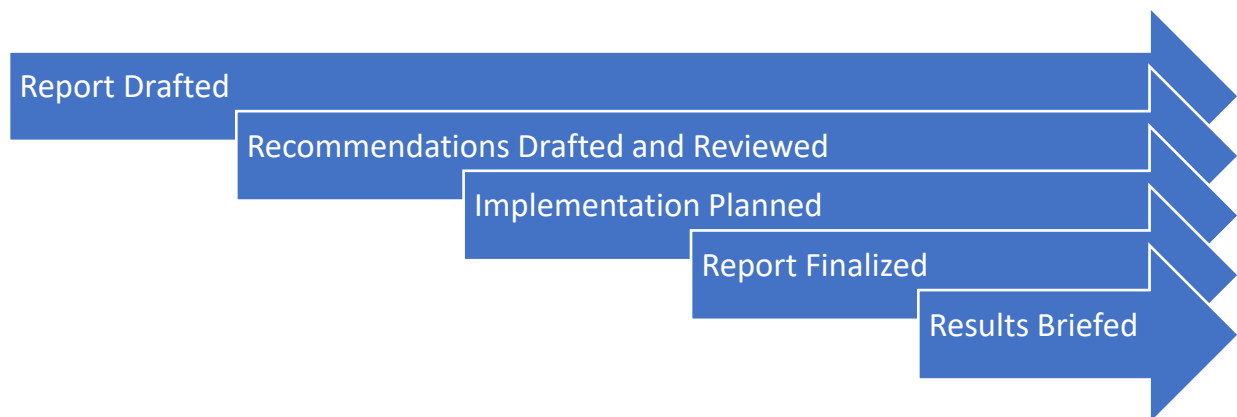 Report Drafted
Recommendations Drafted and Reviewed
Implementation Planned
Report Finalized
Results Briefed